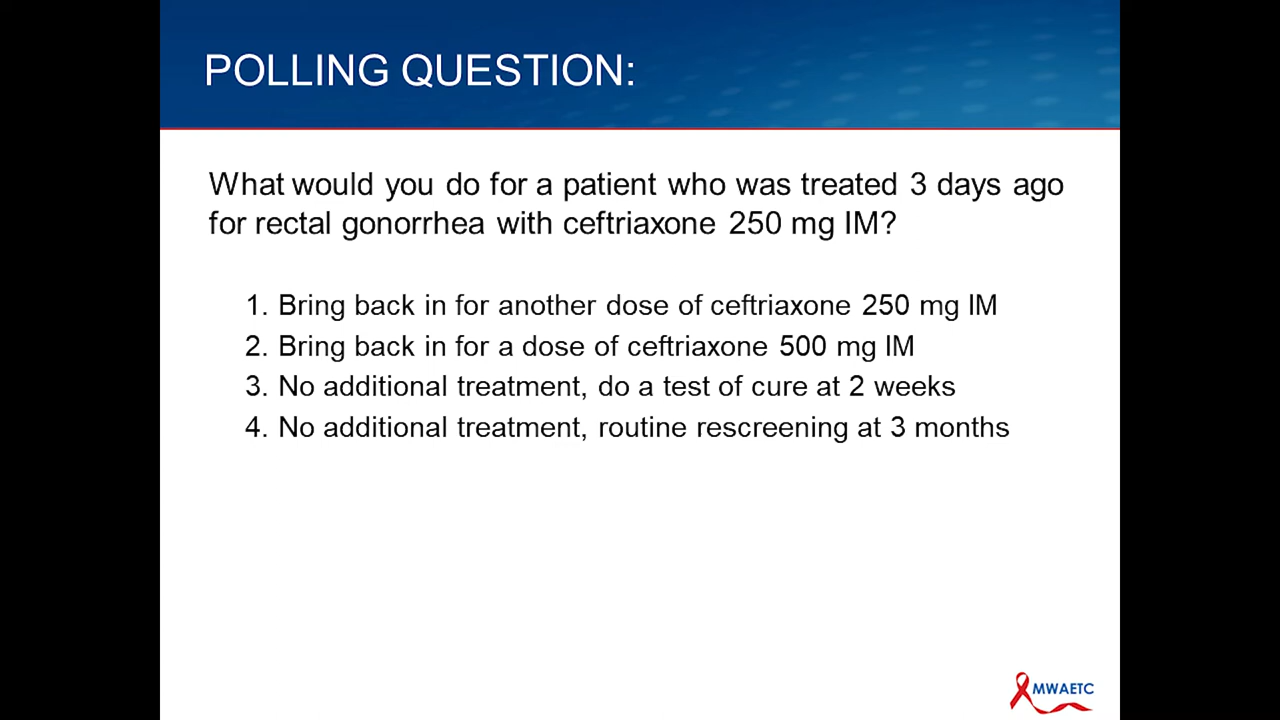 POLLING QUESTION:
What would you do for a patient who was treated 3 days ago
for rectal gonorrhea with ceftriaxone 250 mg IM?
1. Bring back in for another dose of ceftriaxone 250 mg IM
2. Bring back in for a dose of ceftriaxone 500 mg IM
3. No additional treatment, do a test of cure at 2 weeks
4. No additional treatment, routine rescreening at 3 months
MWAETC